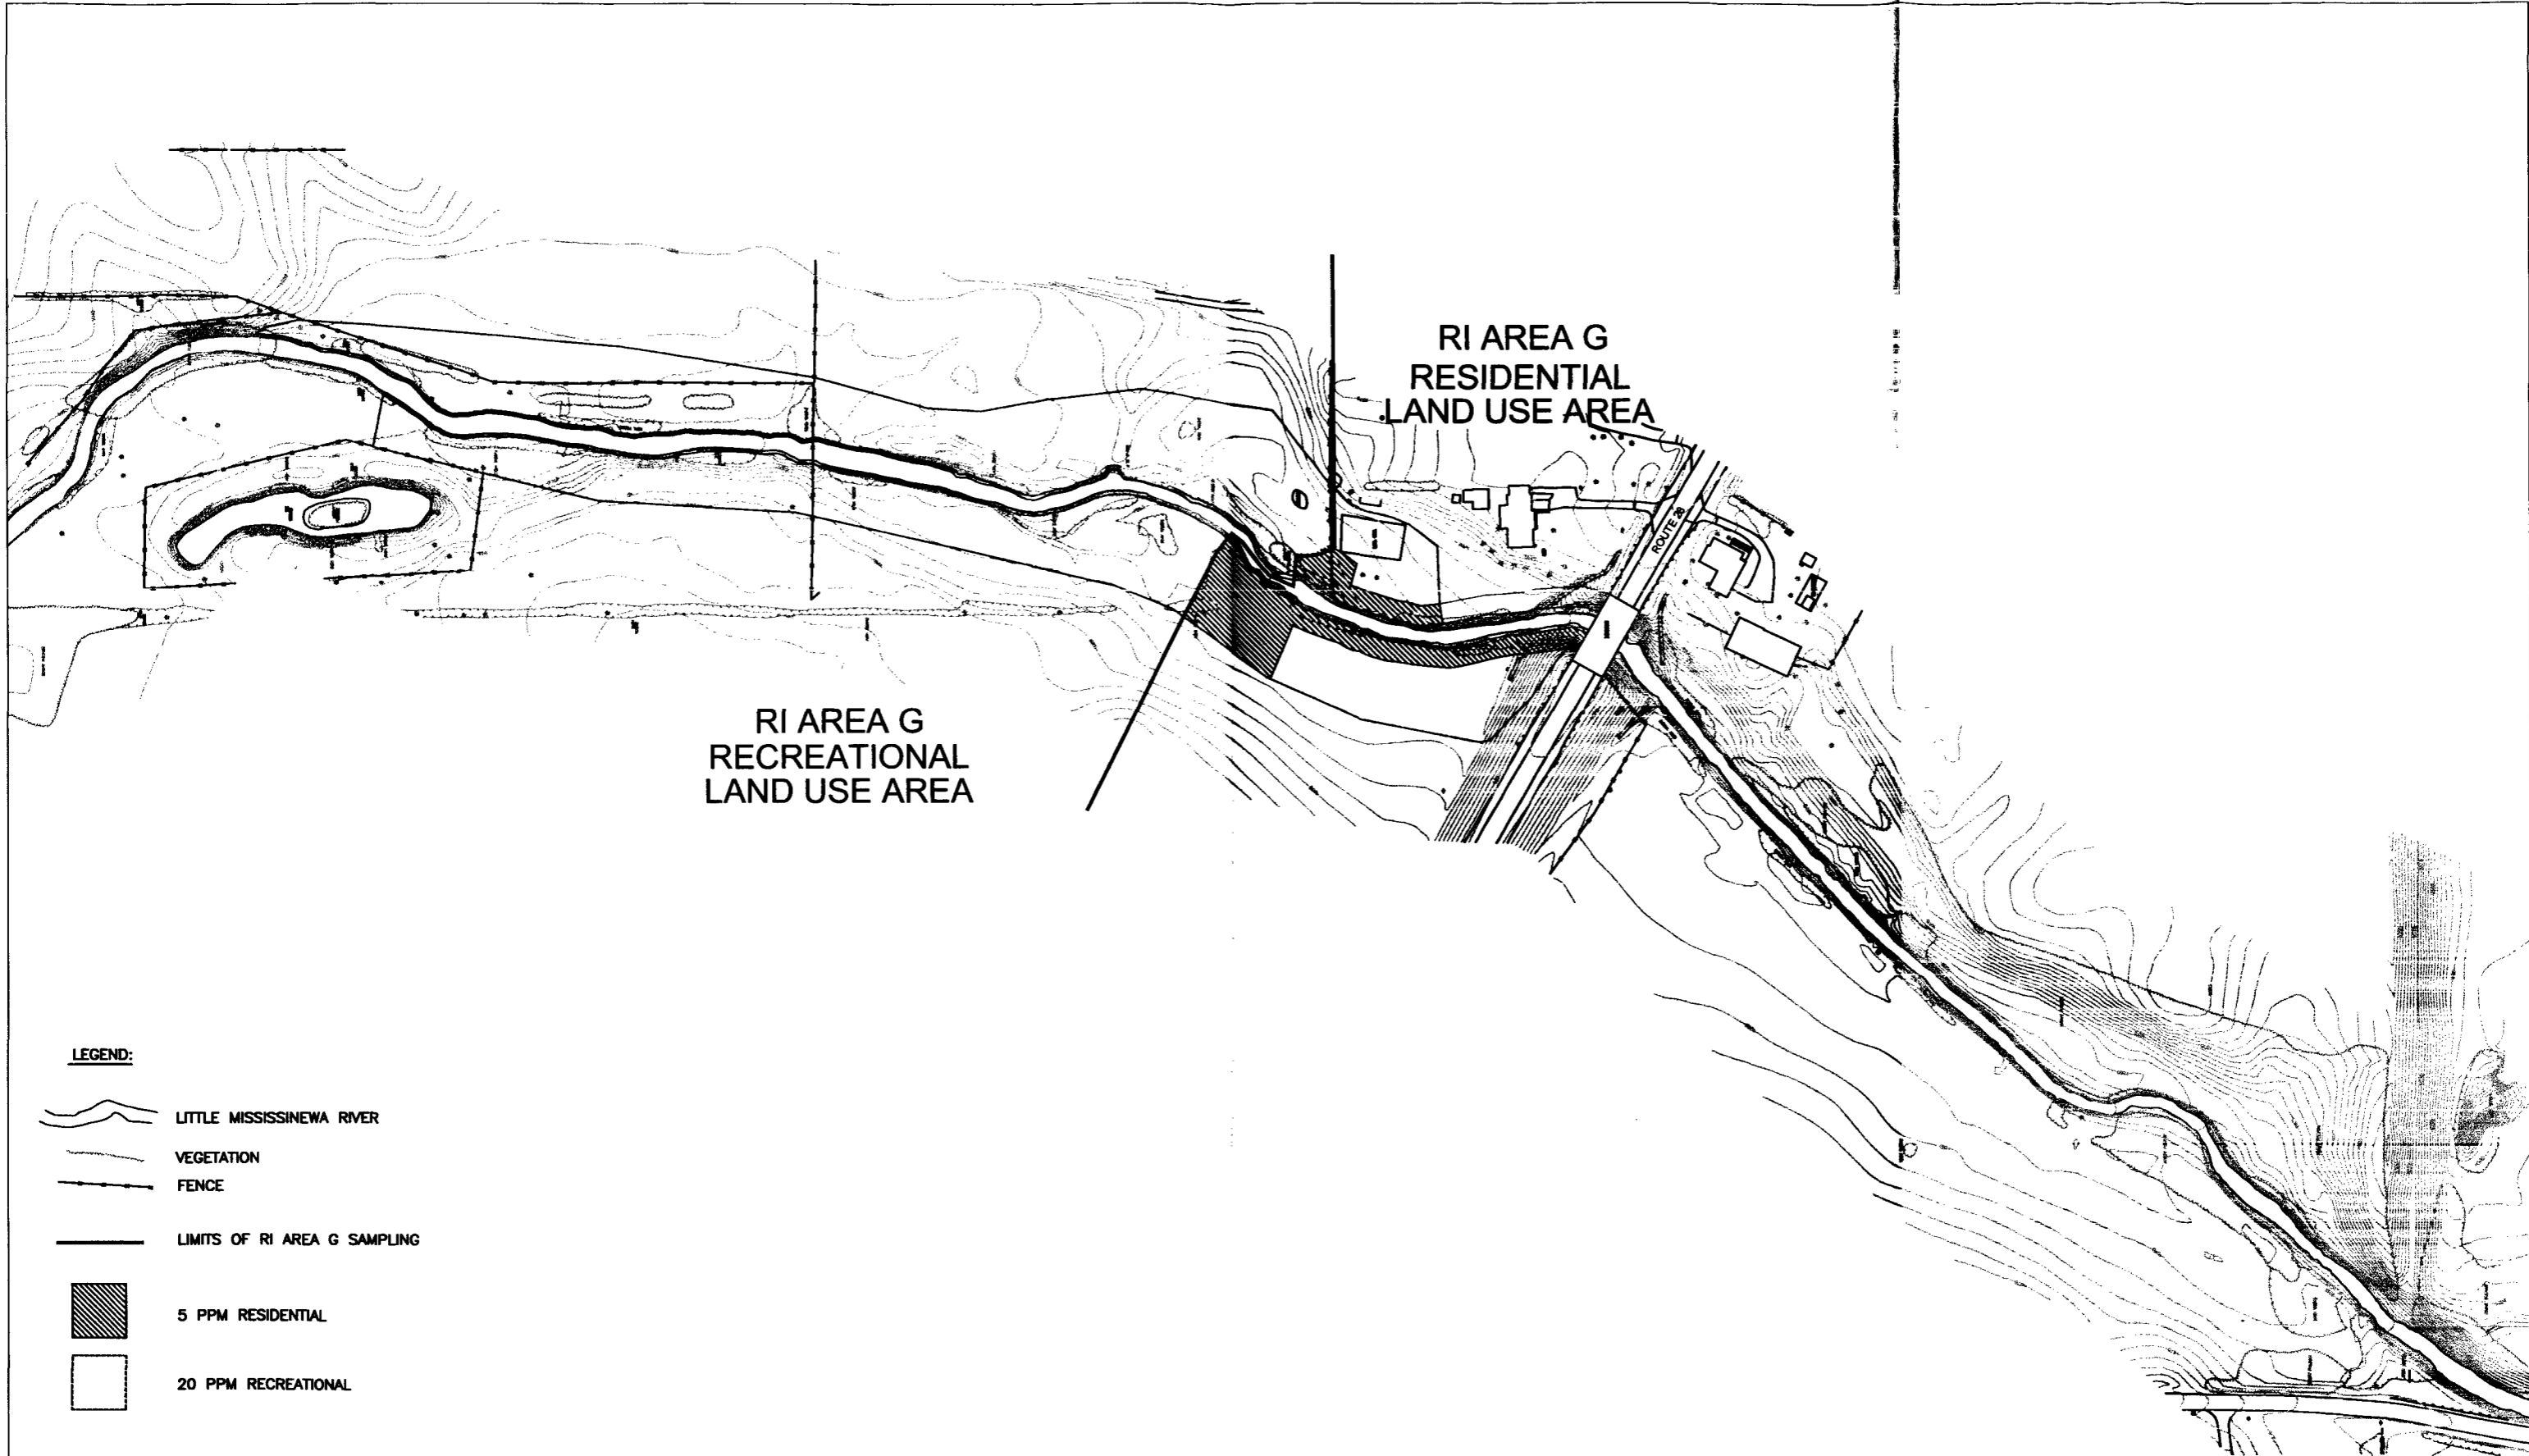 RI AREA G
RESIDENTIAL
LAND USE AREA
ROUTE 28
RI AREA G
RECREATIONAL
LAND USE AREA
LEGEND:
LITTLE MISSISSINEWA RIVER
VEGETATION
FENCE
LIMITS OF RI AREA G SAMPLING
5 PPM RESIDENTIAL
20 PPM RECREATIONAL